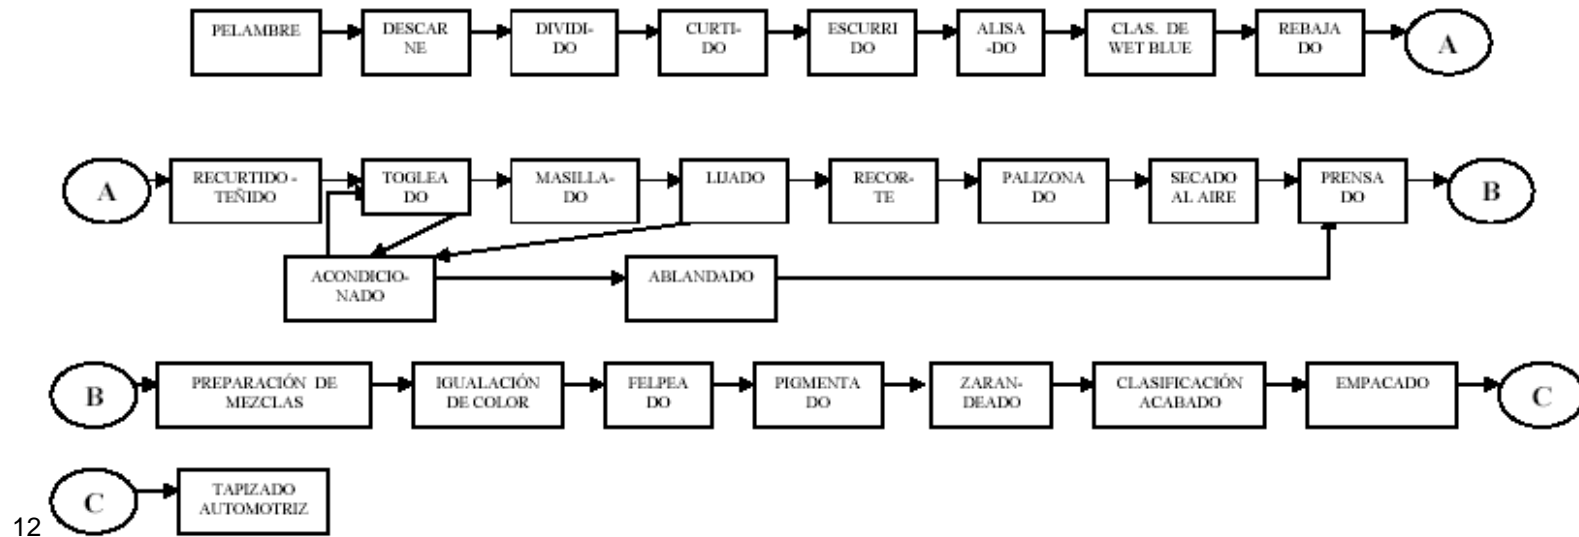 PELAMBRE
DESCAR
NE
DIVIDI-
DO
CURTI-
DO
ESCURRI
DO
ALISA
-DO
CLAS. DE
WET BLUE
REBAJA
DO
A
A
RECURTIDO -
TEÑIDO
TOGLEA
DO
MASILLA-
DO
LIJADO
RECOR-
TE
PALIZONA
DO
SECADO
AL AIRE
PRENSA
DO
B
ACONDICIO-
NADO
ABLANDADO
B
PREPARACIÓN DE
MEZCLAS
IGUALACIÓN
DE COLOR
FELPEA
DO
PIGMENTA
DO
ZARAN-
DEADO
CLASIFICACIÓN
ACABADO
EMPACADO
C
C
TAPIZADO
AUTOMOTRIZ
12